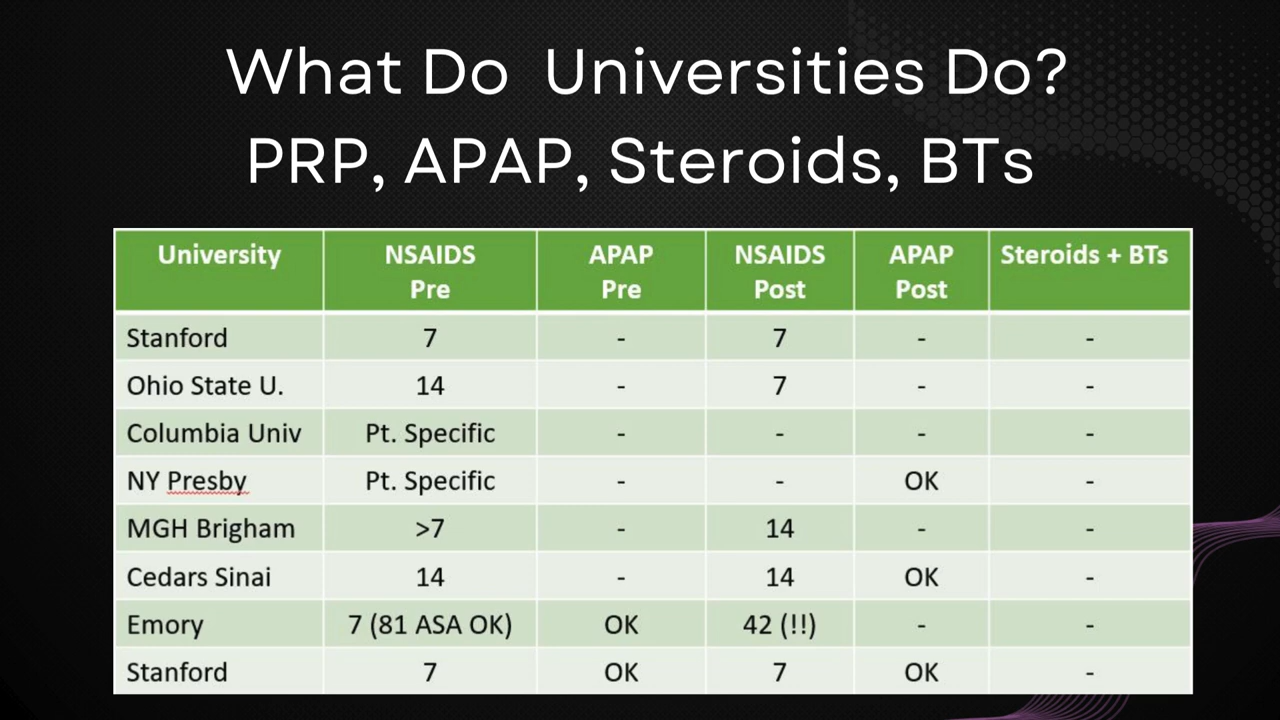 What Do Universities Do?
PRP, APAP, Steroids, BTs
University NSAIDS Pre APAP Pre NSAIDS Post APAP Post Steroids + BTs
Stanford 7 - 7 - -
Ohio State U. 14 - 7 - -
Columbia Univ Pt. Specific - - - -
NY Presby Pt. Specific - - OK -
MGH Brigham >7 - 14 - -
Cedars Sinai 14 - 14 OK -
Emory 7 (81 ASA OK) OK 42 (!!) - -
Stanford 7 OK 7 OK -